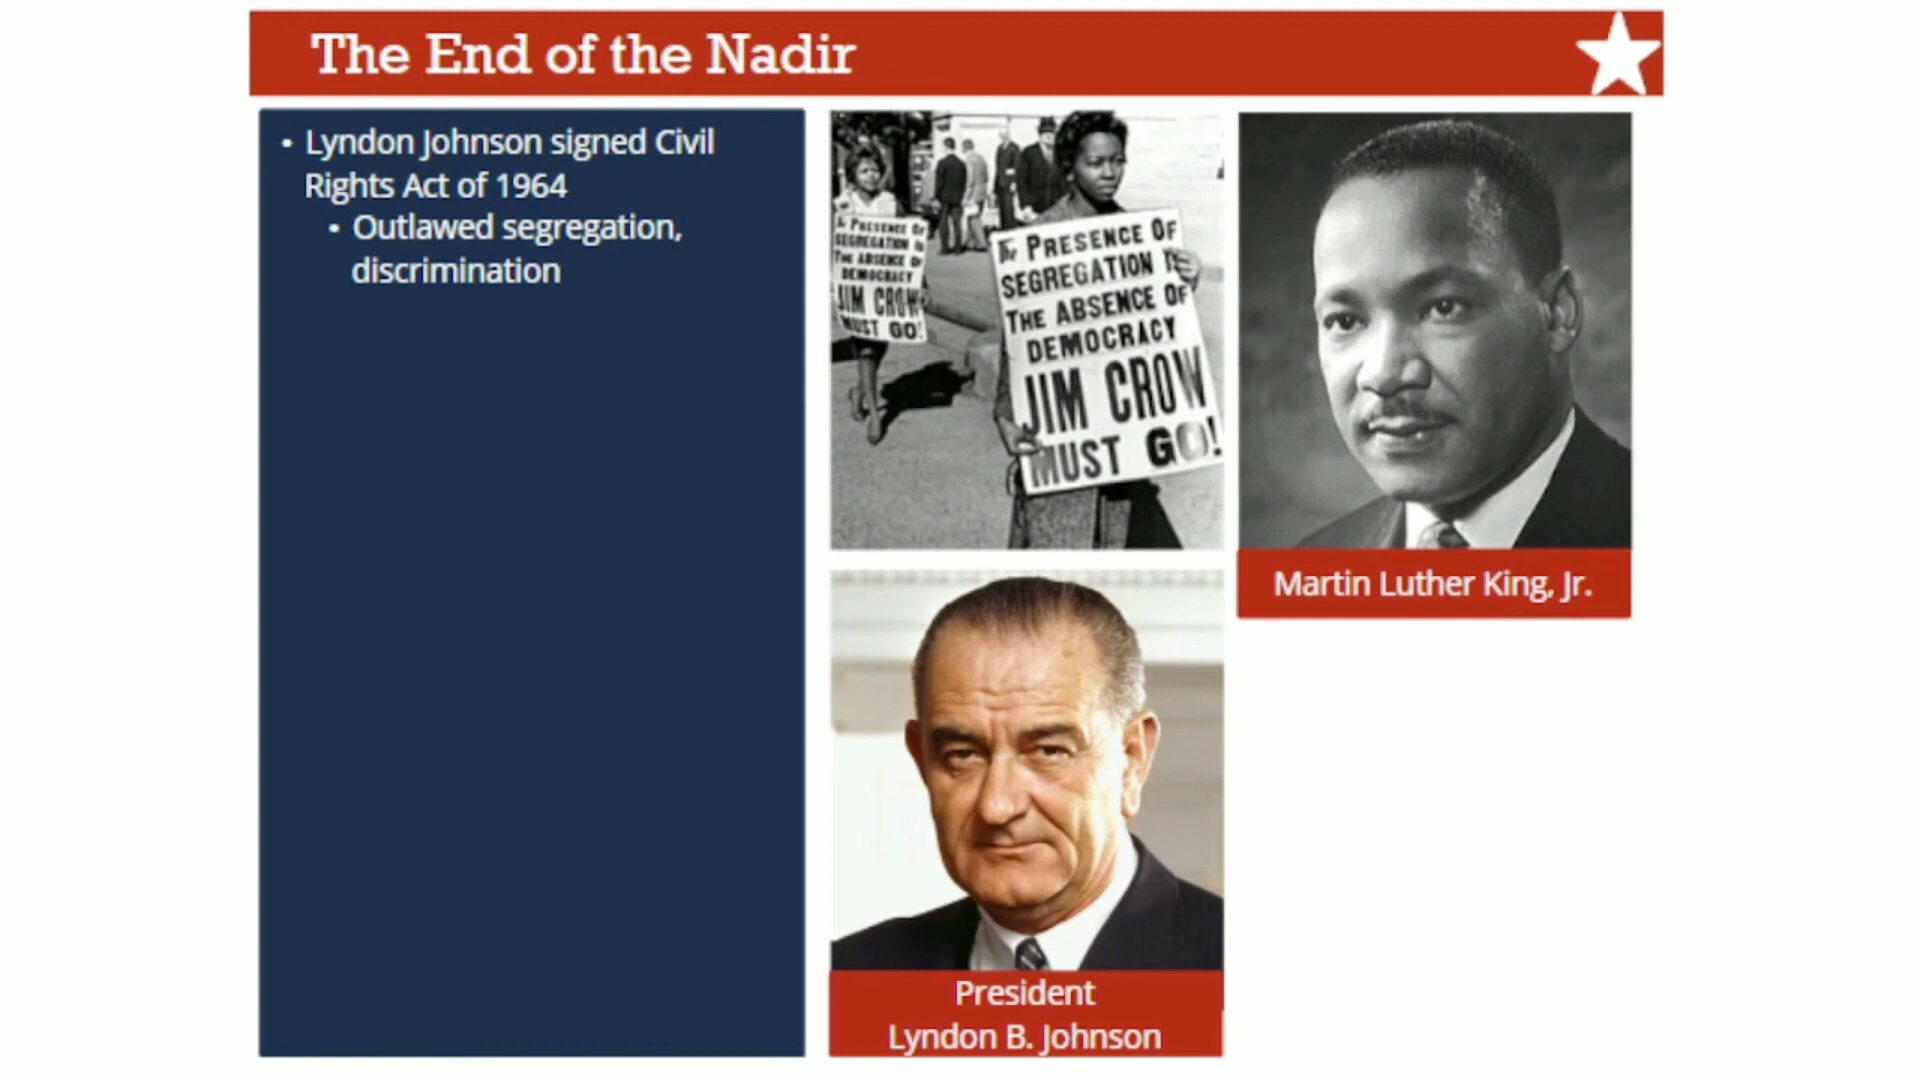 The End of the Nadir
• Lyndon Johnson signed Civil
Rights Act of 1964
• Outlawed segregation,
discrimination
The PRESENCE OF
SEGREGATION IS
THE ABSENCE OF
DEMOCRACY
JIM CROW
MUST GO!
PRESENCE OF
SEGREGATION IS
THE ABSENCE OF
DEMOCRACY
JIM CROW
MUST GO!
Martin Luther King, Jr.
President
Lyndon B. Johnson